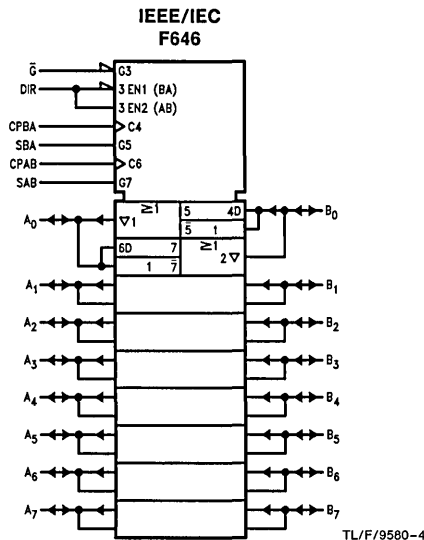 IEEE/IEC
F646
G̅ G3
DIR 3 EN1 (BA)
3 EN2 (AB)
CPBA C4
SBA G5
CPAB C6
SAB G7
A₀ ▽1 ≥1 5 4D B₀
5̅ 1
6D 7 ≥1
1 7̅ 2▽
A₁ B₁
A₂ B₂
A₃ B₃
A₄ B₄
A₅ B₅
A₆ B₆
A₇ B₇
TL/F/9580-4